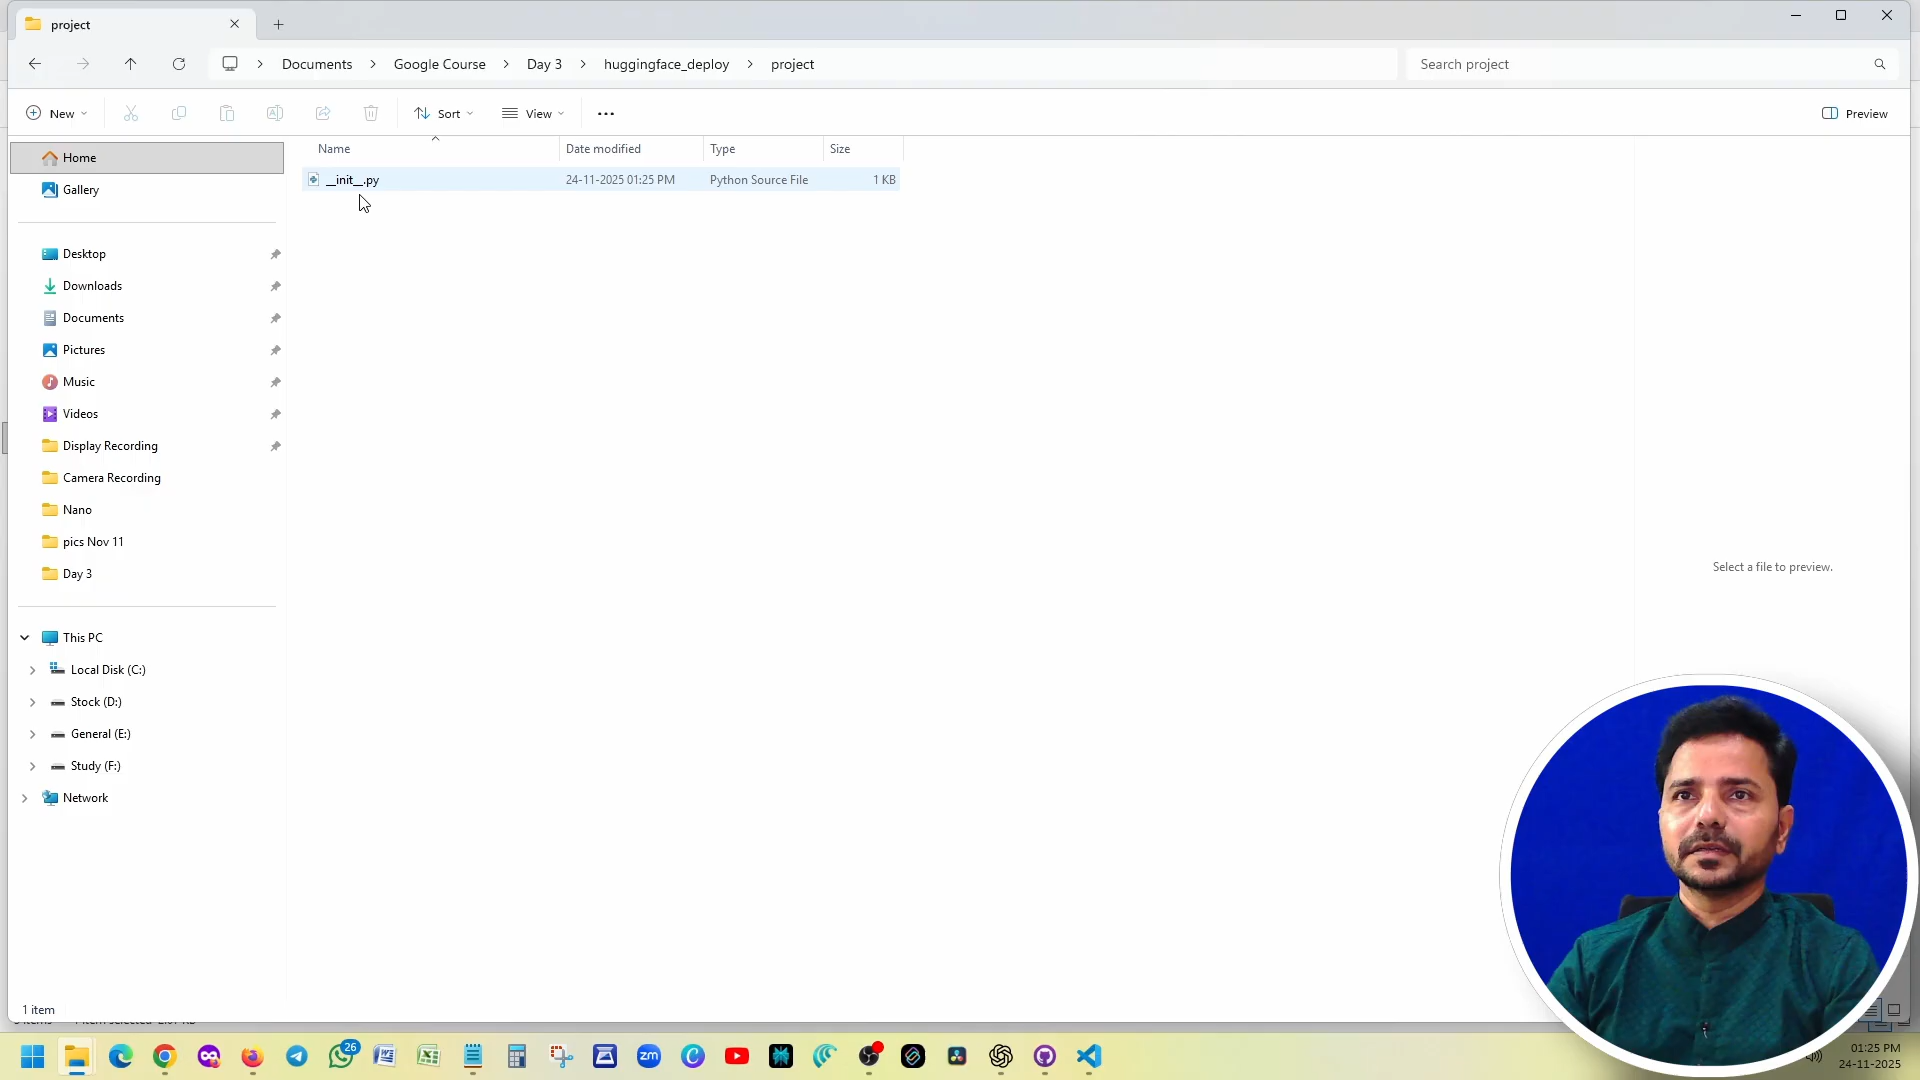 project
Documents > Google Course > Day 3 > huggingface_deploy > project
Search project
New
Sort
View
Preview
Name
Date modified
Type
Size
__init__.py
24-11-2025 01:25 PM
Python Source File
1 KB
Home
Gallery
Desktop
Downloads
Documents
Pictures
Music
Videos
Display Recording
Camera Recording
Nano
pics Nov 11
Day 3
This PC
Local Disk (C:)
Stock (D:)
General (E:)
Study (F:)
Network
Select a file to preview.
1 item
26
zm
01:25 PM
24-11-2025